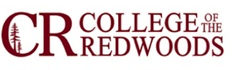 CR COLLEGE OF THE
REDWOODS